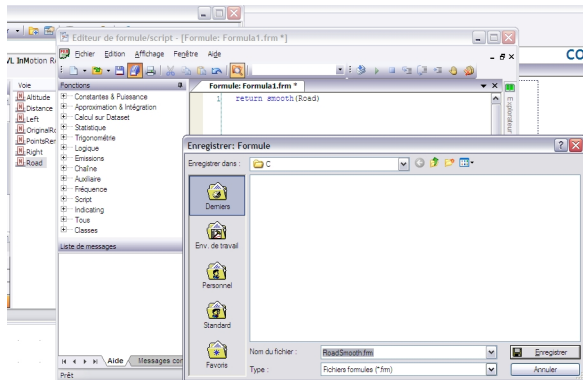 Editeur de formule/script - [Formule: Formula1.frm *]
Fichier Edition Affichage Fenêtre Aide
CO
VL InMotion R
Voie
Altitude
Distance
Left
OriginalRo
PointsRer
Right
Road
Fonctions
Constantes & Puissance
Approximation & Intégration
Calcul sur Dataset
Statistique
Trigonométrie
Logique
Emissions
Chaîne
Auxiliaire
Fréquence
Script
Indicating
Tous
Classes
Formule: Formula1.frm *
1 return smooth(Road)
Explorateur
Liste de messages
Aide Messages cor
Prêt
Enregistrer: Formule
Enregistrer dans : C
Derniers
Env. de travail
Personnel
Standard
Favoris
Nom du fichier : RoadSmooth.frm
Type : Fichiers formules (*.frm)
Enregistrer
Annuler